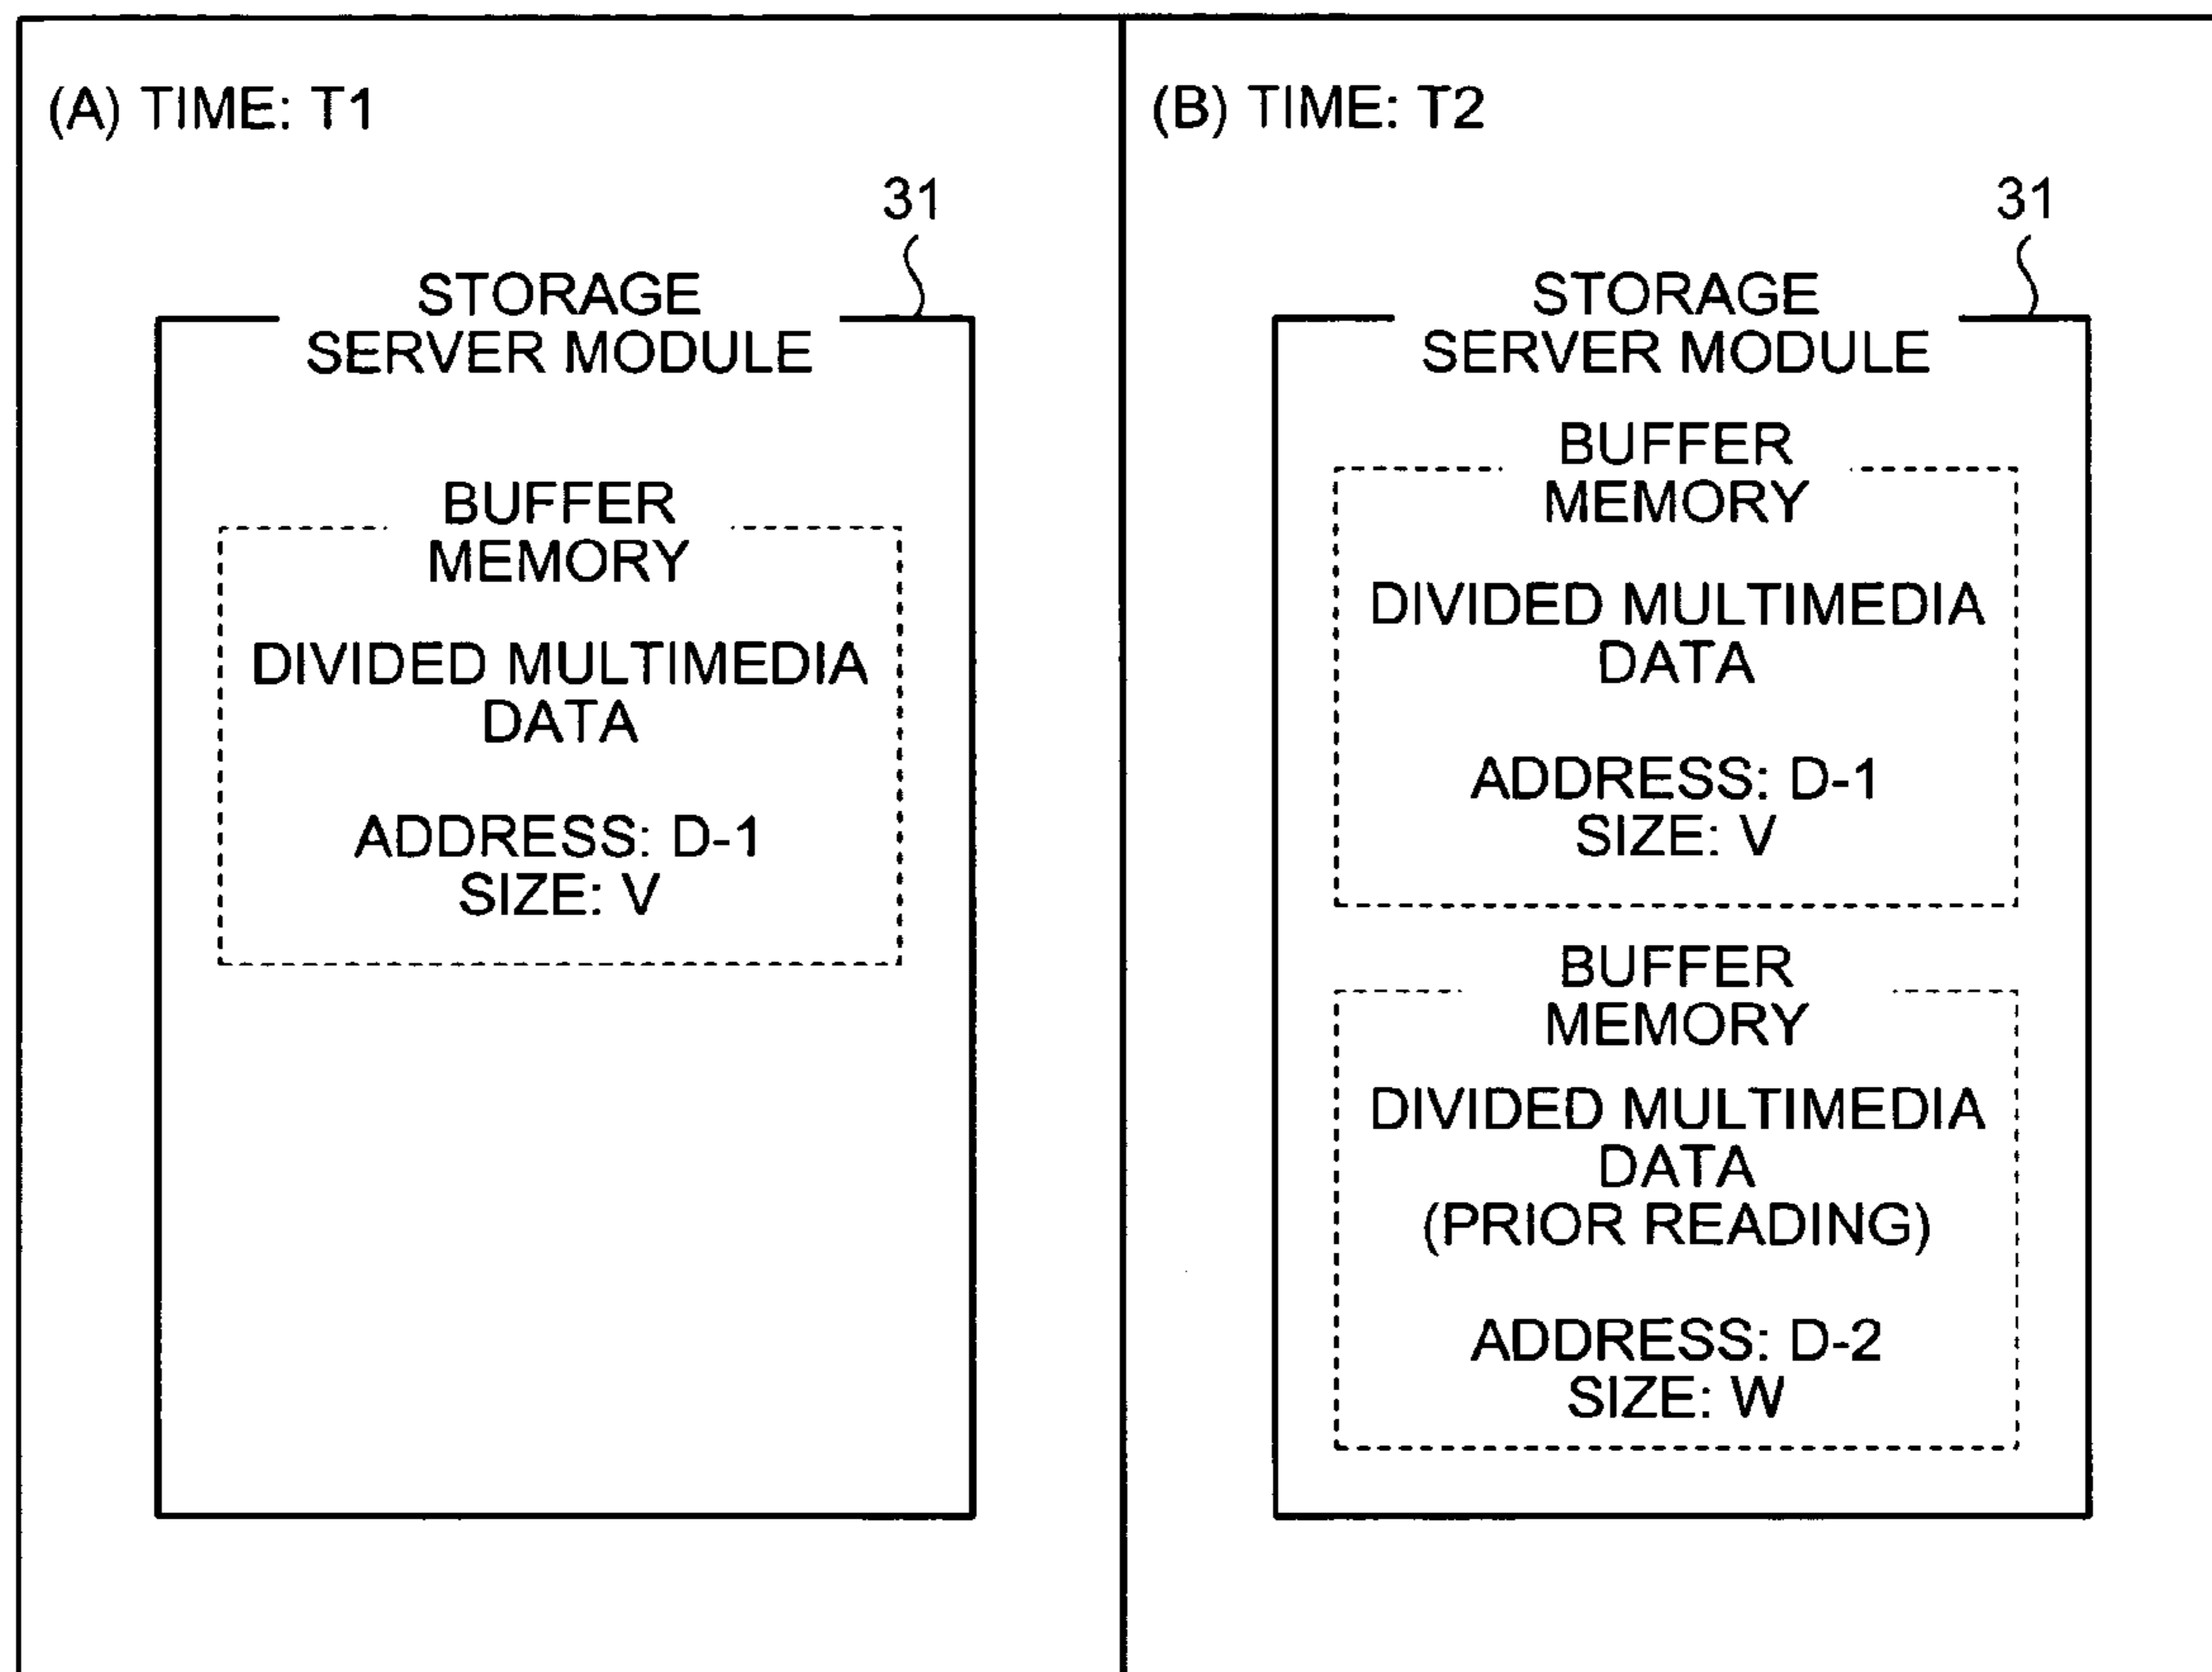 (A) TIME: T1
31
STORAGE
SERVER MODULE
BUFFER
MEMORY
DIVIDED MULTIMEDIA
DATA
ADDRESS: D-1
SIZE: V
(B) TIME: T2
31
STORAGE
SERVER MODULE
BUFFER
MEMORY
DIVIDED MULTIMEDIA
DATA
ADDRESS: D-1
SIZE: V
BUFFER
MEMORY
DIVIDED MULTIMEDIA
DATA
(PRIOR READING)
ADDRESS: D-2
SIZE: W